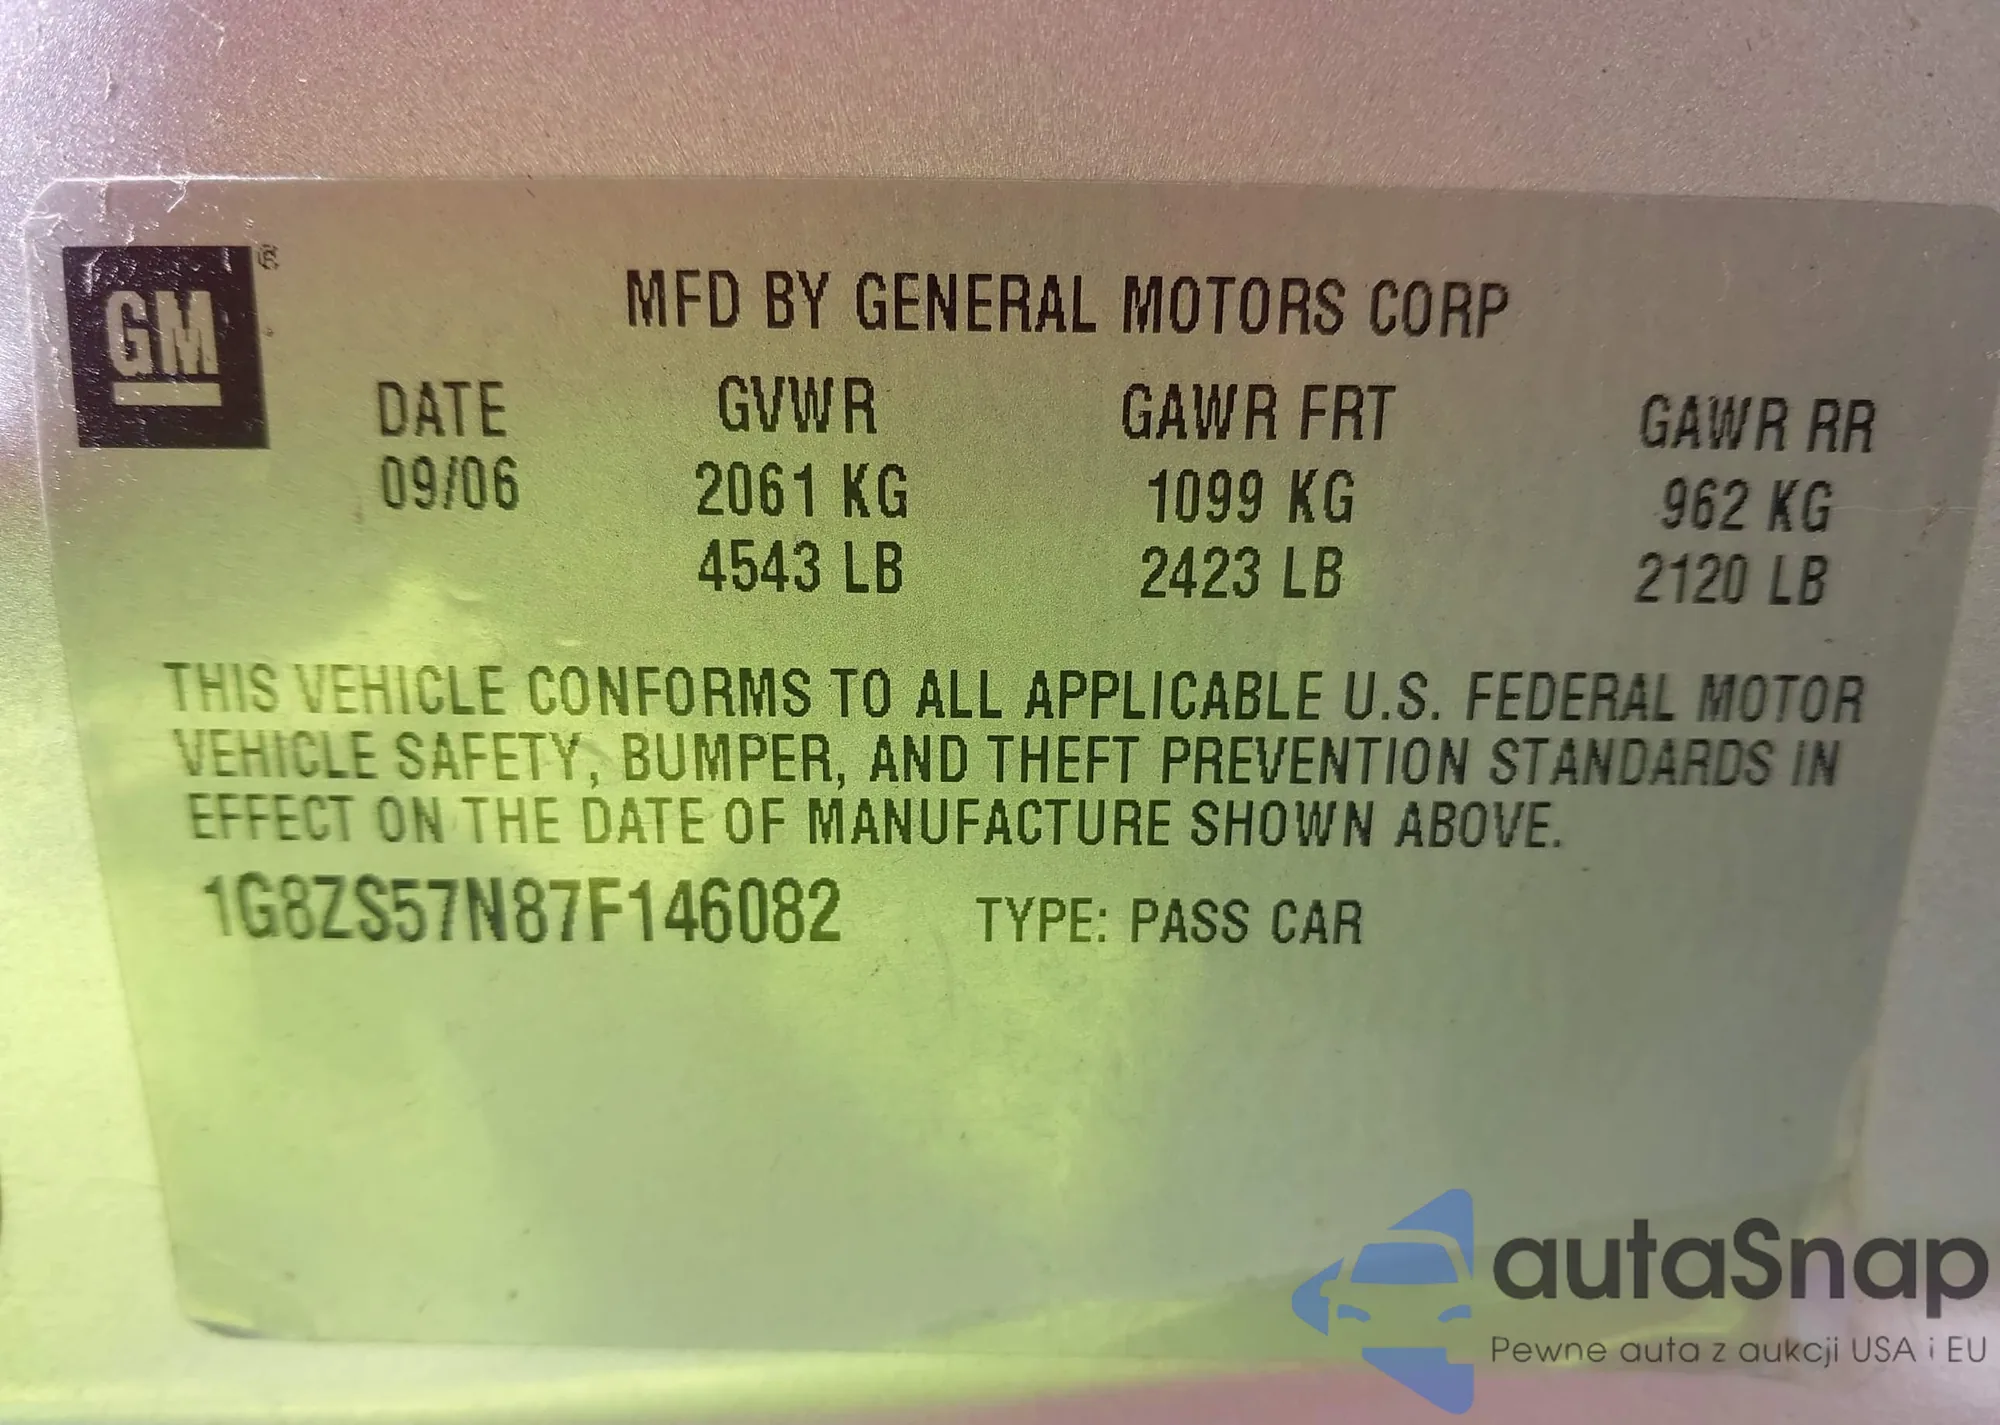 GM ®
MFD BY GENERAL MOTORS CORP
DATE GVWR GAWR FRT GAWR RR
09/06 2061 KG 1099 KG 962 KG
4543 LB 2423 LB 2120 LB
THIS VEHICLE CONFORMS TO ALL APPLICABLE U.S. FEDERAL MOTOR
VEHICLE SAFETY, BUMPER, AND THEFT PREVENTION STANDARDS IN
EFFECT ON THE DATE OF MANUFACTURE SHOWN ABOVE.
1G8ZS57N87F146082 TYPE: PASS CAR
autaSnap
Pewne auta z aukcji USA i EU